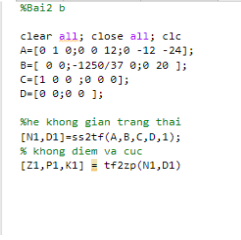 %Bai2 b
clear all; close all; clc
A=[0 1 0;0 0 12;0 -12 -24];
B=[ 0 0;-1250/37 0;0 20 ];
C=[1 0 0 ;0 0 0];
D=[0 0;0 0 ];
%he khong gian trang thai
[N1,D1]=ss2tf(A,B,C,D,1);
% khong diem va cuc
[Z1,P1,K1] = tf2zp(N1,D1)